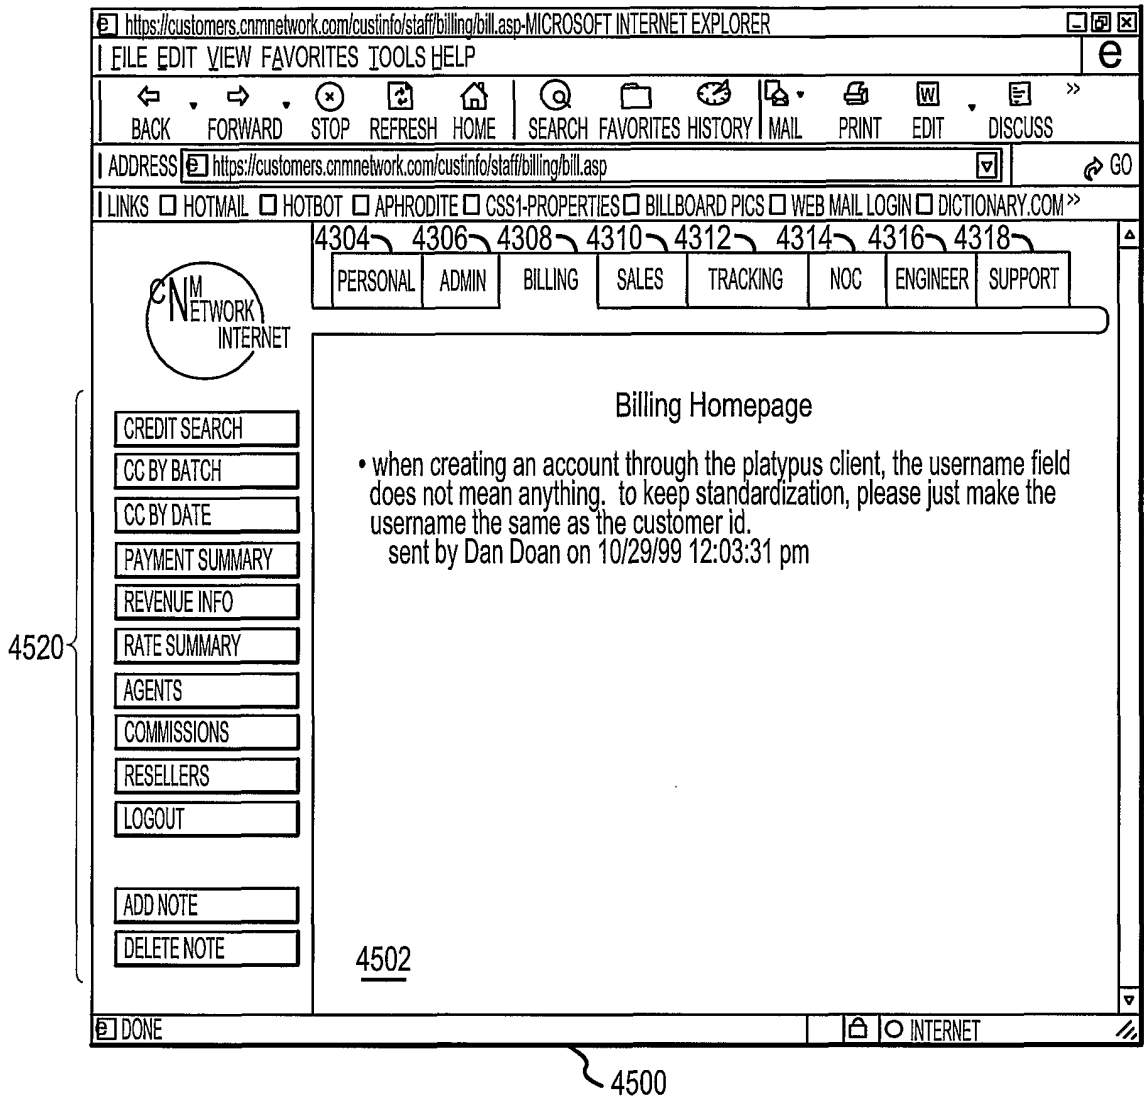 https://customers.cnmnetwork.com/custinfo/staff/billing/bill.asp-MICROSOFT INTERNET EXPLORER
FILE EDIT VIEW FAVORITES TOOLS HELP
BACK FORWARD STOP REFRESH HOME SEARCH FAVORITES HISTORY MAIL PRINT EDIT DISCUSS
ADDRESS https://customers.cnmnetwork.com/custinfo/staff/billing/bill.asp GO
LINKS HOTMAIL HOTBOT APHRODITE CSS1-PROPERTIES BILLBOARD PICS WEB MAIL LOGIN DICTIONARY.COM >>
4304 4306 4308 4310 4312 4314 4316 4318
PERSONAL ADMIN BILLING SALES TRACKING NOC ENGINEER SUPPORT
CNM
NETWORK
INTERNET
4520
CREDIT SEARCH
CC BY BATCH
CC BY DATE
PAYMENT SUMMARY
REVENUE INFO
RATE SUMMARY
AGENTS
COMMISSIONS
RESELLERS
LOGOUT
ADD NOTE
DELETE NOTE
Billing Homepage
• when creating an account through the platypus client, the username field
does not mean anything. to keep standardization, please just make the
username the same as the customer id.
sent by Dan Doan on 10/29/99 12:03:31 pm
4502
DONE INTERNET
4500